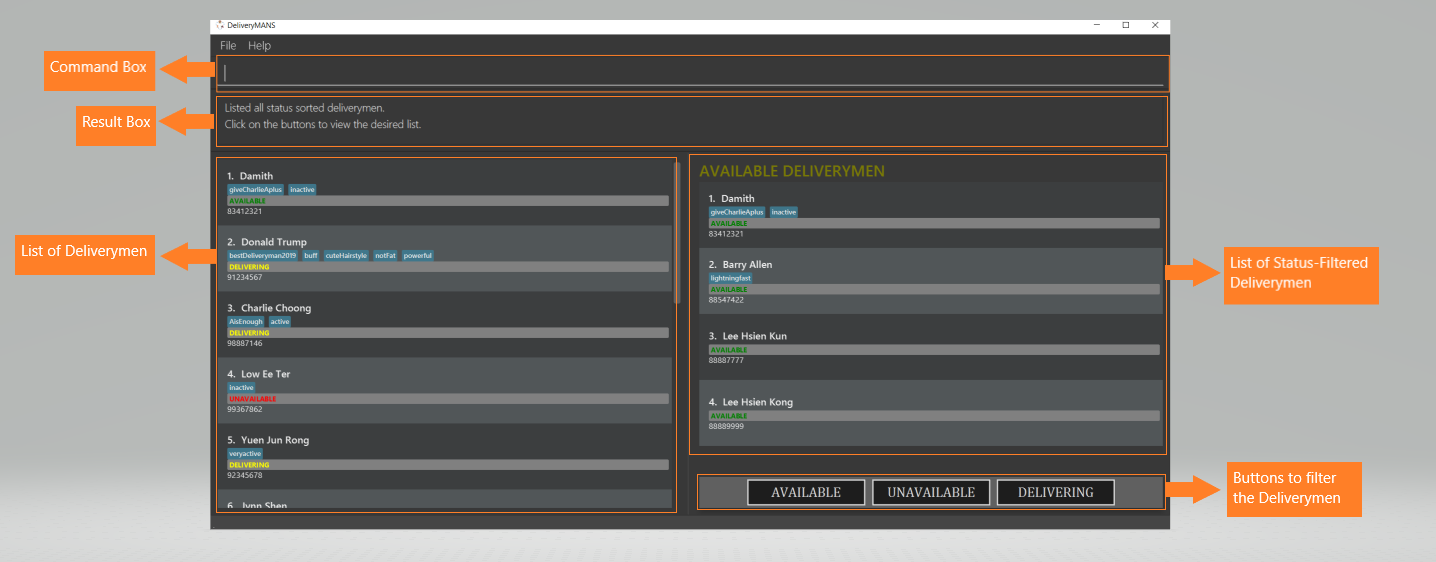 DeliveryMANS
File Help
Command Box
Result Box
Listed all status sorted deliverymen.
Click on the buttons to view the desired list.
List of Deliverymen
1. Damith
giveCharlieAplus inactive
AVAILABLE
83412321
2. Donald Trump
bestDeliveryman2019 buff cuteHairstyle notFat powerful
DELIVERING
91234567
3. Charlie Choong
AisEnough active
DELIVERING
98887146
4. Low Ee Ter
inactive
UNAVAILABLE
99367862
5. Yuen Jun Rong
veryactive
DELIVERING
92345678
6. Jynn Shen
AVAILABLE DELIVERYMEN
1. Damith
giveCharlieAplus inactive
AVAILABLE
83412321
2. Barry Allen
lightningfast
AVAILABLE
88547422
3. Lee Hsien Kun
AVAILABLE
88887777
4. Lee Hsien Kong
AVAILABLE
88889999
List of Status-Filtered
Deliverymen
AVAILABLE UNAVAILABLE DELIVERING
Buttons to filter
the Deliverymen